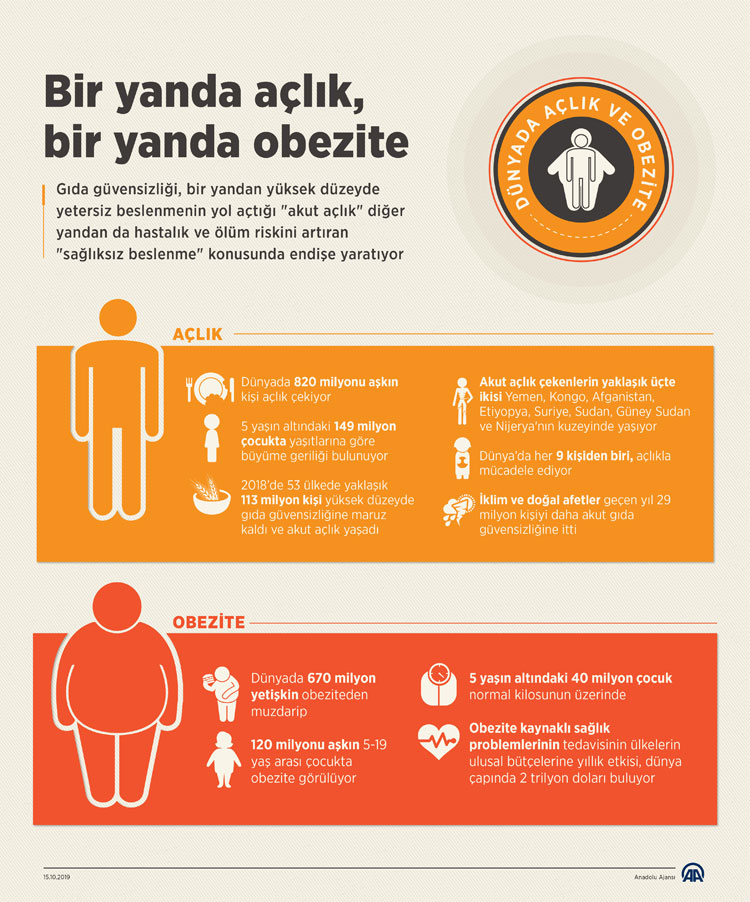 Bir yanda açlık,
bir yanda obezite
Gıda güvensizliği, bir yandan yüksek düzeyde
yetersiz beslenmenin yol açtığı "akut açlık" diğer
yandan da hastalık ve ölüm riskini artıran
"sağlıksız beslenme" konusunda endişe yaratıyor
DÜNYADA AÇLIK VE OBEZİTE
AÇLIK
Dünyada 820 milyonu aşkın
kişi açlık çekiyor
5 yaşın altındaki 149 milyon
çocukta yaşıtlarına göre
büyüme geriliği bulunuyor
2018'de 53 ülkede yaklaşık
113 milyon kişi yüksek düzeyde
gıda güvensizliğine maruz
kaldı ve akut açlık yaşadı
Akut açlık çekenlerin yaklaşık üçte
ikisi Yemen, Kongo, Afganistan,
Etiyopya, Suriye, Sudan, Güney Sudan
ve Nijerya'nın kuzeyinde yaşıyor
Dünya'da her 9 kişiden biri, açlıkla
mücadele ediyor
İklim ve doğal afetler geçen yıl 29
milyon kişiyi daha akut gıda
güvensizliğine itti
OBEZİTE
Dünyada 670 milyon
yetişkin obeziteden
muzdarip
120 milyonu aşkın 5-19
yaş arası çocukta
obezite görülüyor
5 yaşın altındaki 40 milyon çocuk
normal kilosunun üzerinde
Obezite kaynaklı sağlık
problemlerinin tedavisinin ülkelerin
ulusal bütçelerine yıllık etkisi, dünya
çapında 2 trilyon doları buluyor
15.10.2019
Anadolu Ajansı
AA